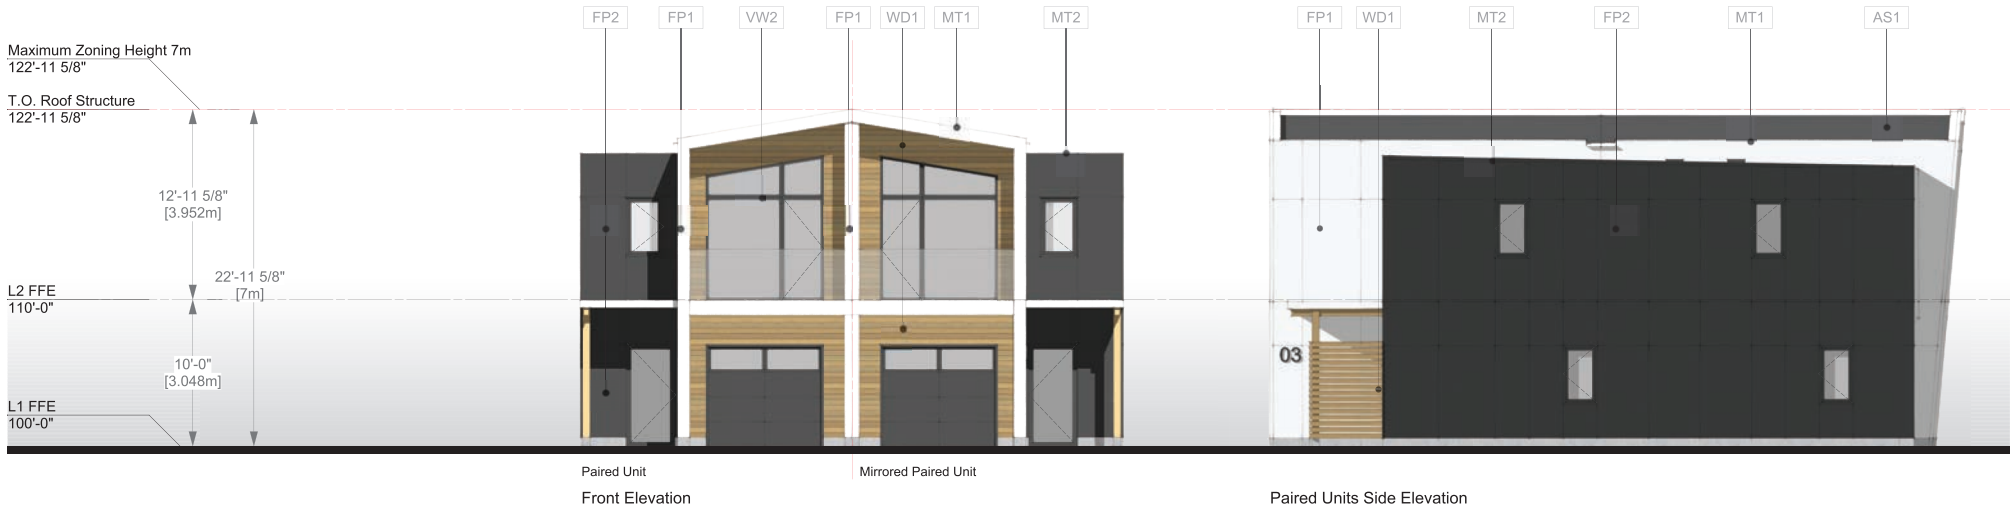 FP2 FP1 VW2 FP1 WD1 MT1 MT2 FP1 WD1 MT2 FP2 MT1 AS1
Maximum Zoning Height 7m
122'-11 5/8"
T.O. Roof Structure
122'-11 5/8"
12'-11 5/8"
[3.952m]
22'-11 5/8"
[7m]
L2 FFE
110'-0"
10'-0"
[3.048m]
L1 FFE
100'-0"
03
Paired Unit
Mirrored Paired Unit
Front Elevation
Paired Units Side Elevation